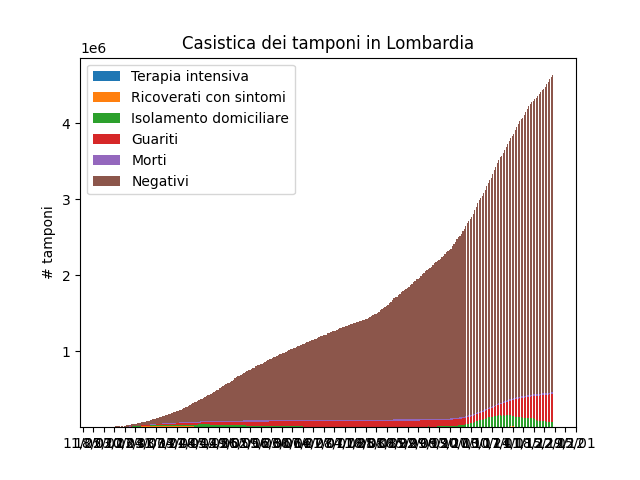 Casistica dei tamponi in Lombardia
1e6
Terapia intensiva
Ricoverati con sintomi
Isolamento domiciliare
Guariti
Morti
Negativi
4
3
2
1
# tamponi